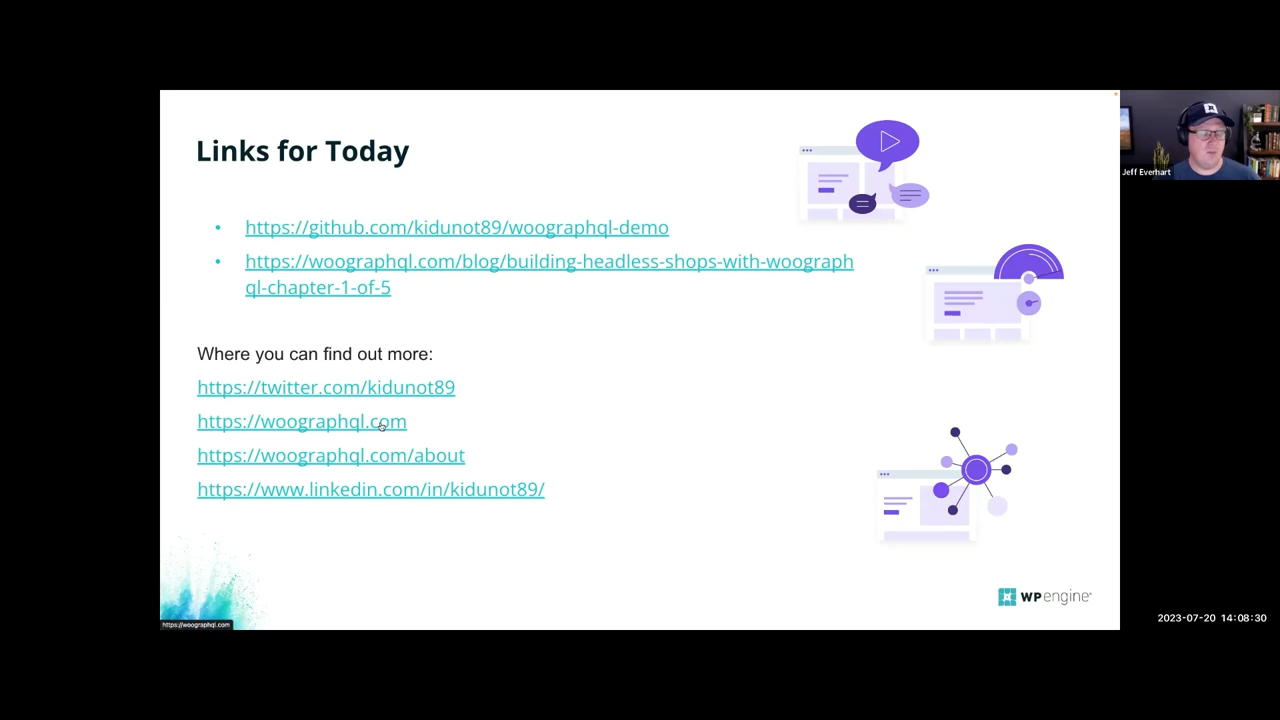 Links for Today
• https://github.com/kidunot89/woographql-demo
• https://woographql.com/blog/building-headless-shops-with-woograph
ql-chapter-1-of-5
Where you can find out more:
https://twitter.com/kidunot89
https://woographql.com
https://woographql.com/about
https://www.linkedin.com/in/kidunot89/
WP engine
https://woographql.com
Jeff Everhart
2023-07-20 14:08:30